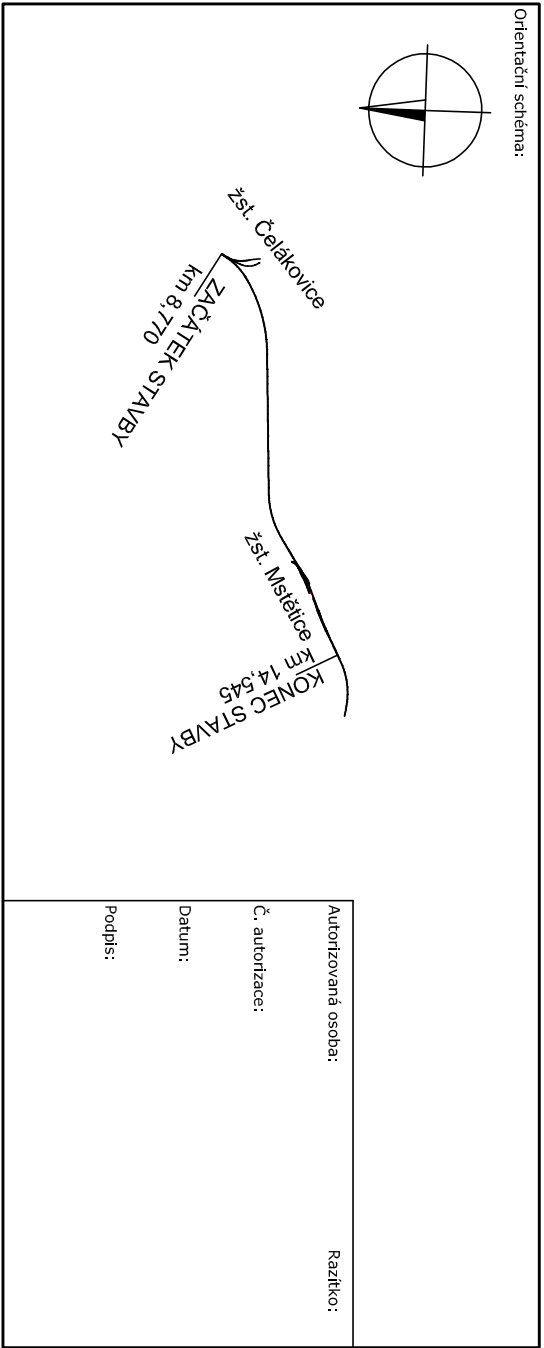 Orientační schéma:
žst. Čelákovice
ZAČÁTEK STAVBY
km 8,770
žst. Mstětice
km 14,545
KONEC STAVBY
Autorizovaná osoba:
Razítko:
Č. autorizace:
Datum:
Podpis: